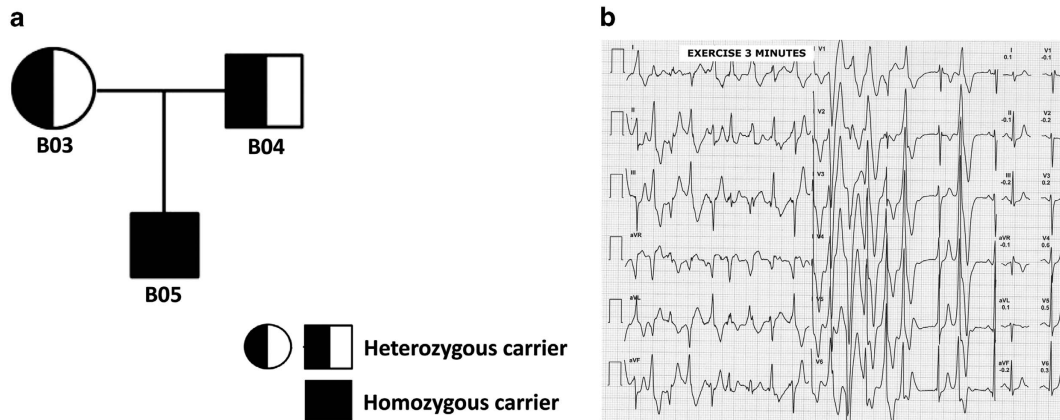 a
B03
B04
B05
Heterozygous carrier
Homozygous carrier
b
EXERCISE 3 MINUTES
I
V1
I
0.1
V1
-0.1
II
V2
II
-0.1
V2
-0.2
III
V3
III
-0.2
V3
0.2
aVR
V4
aVR
-0.1
V4
0.6
aVL
V5
aVL
0.1
V5
0.5
aVF
V6
aVF
-0.2
V6
0.3